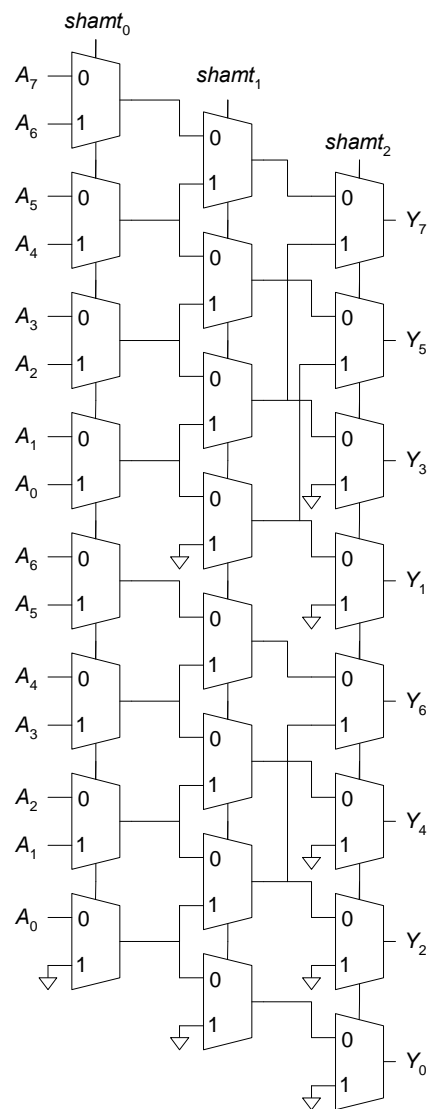 shamt₀
A₇ 0
A₆ 1
shamt₁
0
1
shamt₂
A₅ 0
A₄ 1
0
1
0
1
Y₇
A₃ 0
A₂ 1
0
1
0
1
Y₅
A₁ 0
A₀ 1
0
1
0
1
Y₃
A₆ 0
A₅ 1
0
1
0
1
Y₁
A₄ 0
A₃ 1
0
1
0
1
Y₆
A₂ 0
A₁ 1
0
1
0
1
Y₄
A₀ 0
1
0
1
0
1
Y₂
0
1
Y₀